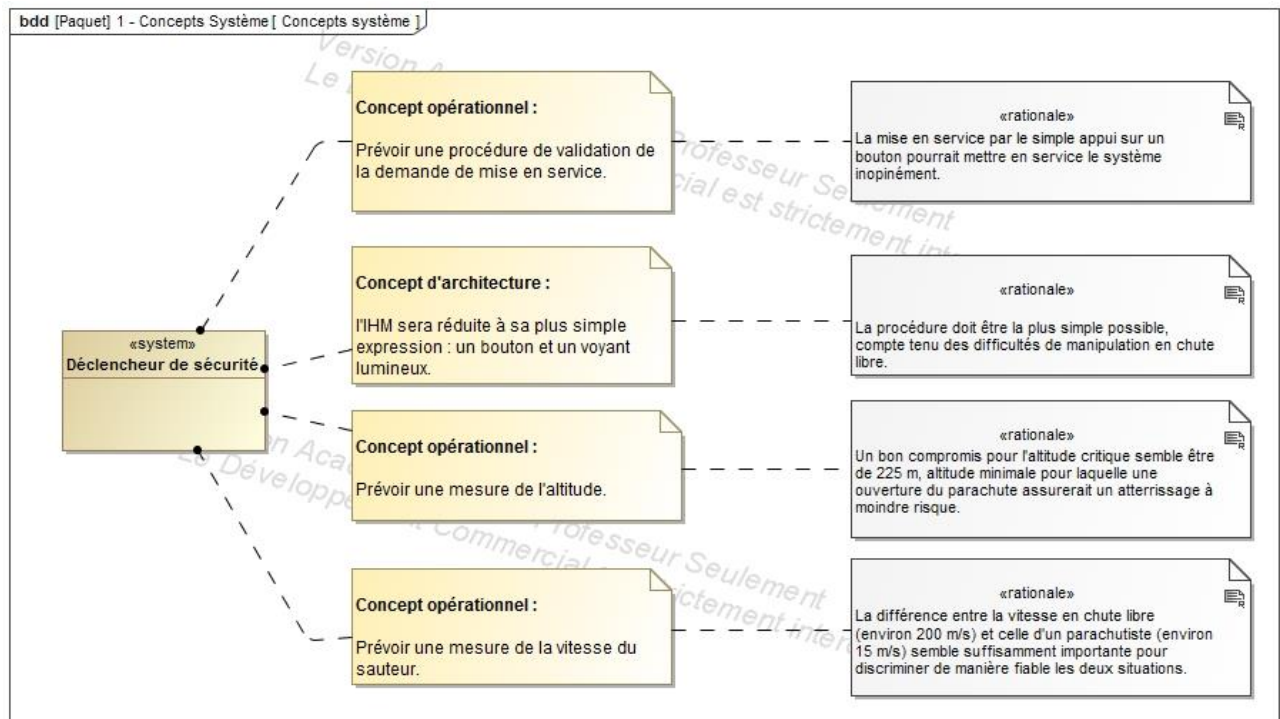 bdd [Paquet] 1 - Concepts Système [ Concepts système ]
Concept opérationnel :
Prévoir une procédure de validation de
la demande de mise en service.
«rationale»
La mise en service par le simple appui sur un
bouton pourrait mettre en service le système
inopinément.
Concept d'architecture :
l'IHM sera réduite à sa plus simple
expression : un bouton et un voyant
lumineux.
«rationale»
La procédure doit être la plus simple possible,
compte tenu des difficultés de manipulation en chute
libre.
«system»
Déclencheur de sécurité
Concept opérationnel :
Prévoir une mesure de l'altitude.
«rationale»
Un bon compromis pour l'altitude critique semble être
de 225 m, altitude minimale pour laquelle une
ouverture du parachute assurerait un atterrissage à
moindre risque.
Concept opérationnel :
Prévoir une mesure de la vitesse du
sauteur.
«rationale»
La différence entre la vitesse en chute libre
(environ 200 m/s) et celle d'un parachutiste (environ
15 m/s) semble suffisamment importante pour
discriminer de manière fiable les deux situations.